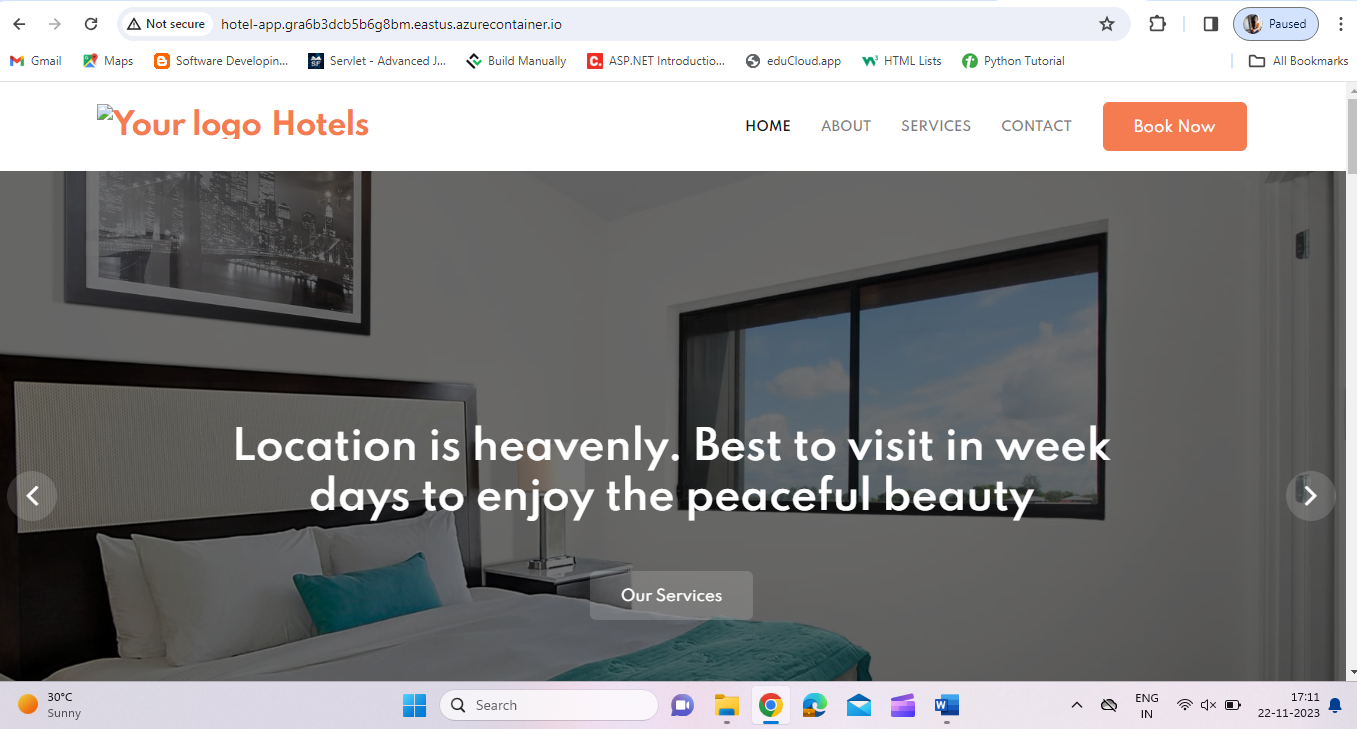 Not secure hotel-app.gra6b3dcb5b6g8bm.eastus.azurecontainer.io Paused
Gmail Maps Software Developin... Servlet - Advanced J... Build Manually ASP.NET Introductio... eduCloud.app HTML Lists Python Tutorial All Bookmarks
Your logo Hotels HOME ABOUT SERVICES CONTACT Book Now
Location is heavenly. Best to visit in week
days to enjoy the peaceful beauty
Our Services
30°C
Sunny
Search
ENG
IN
17:11
22-11-2023